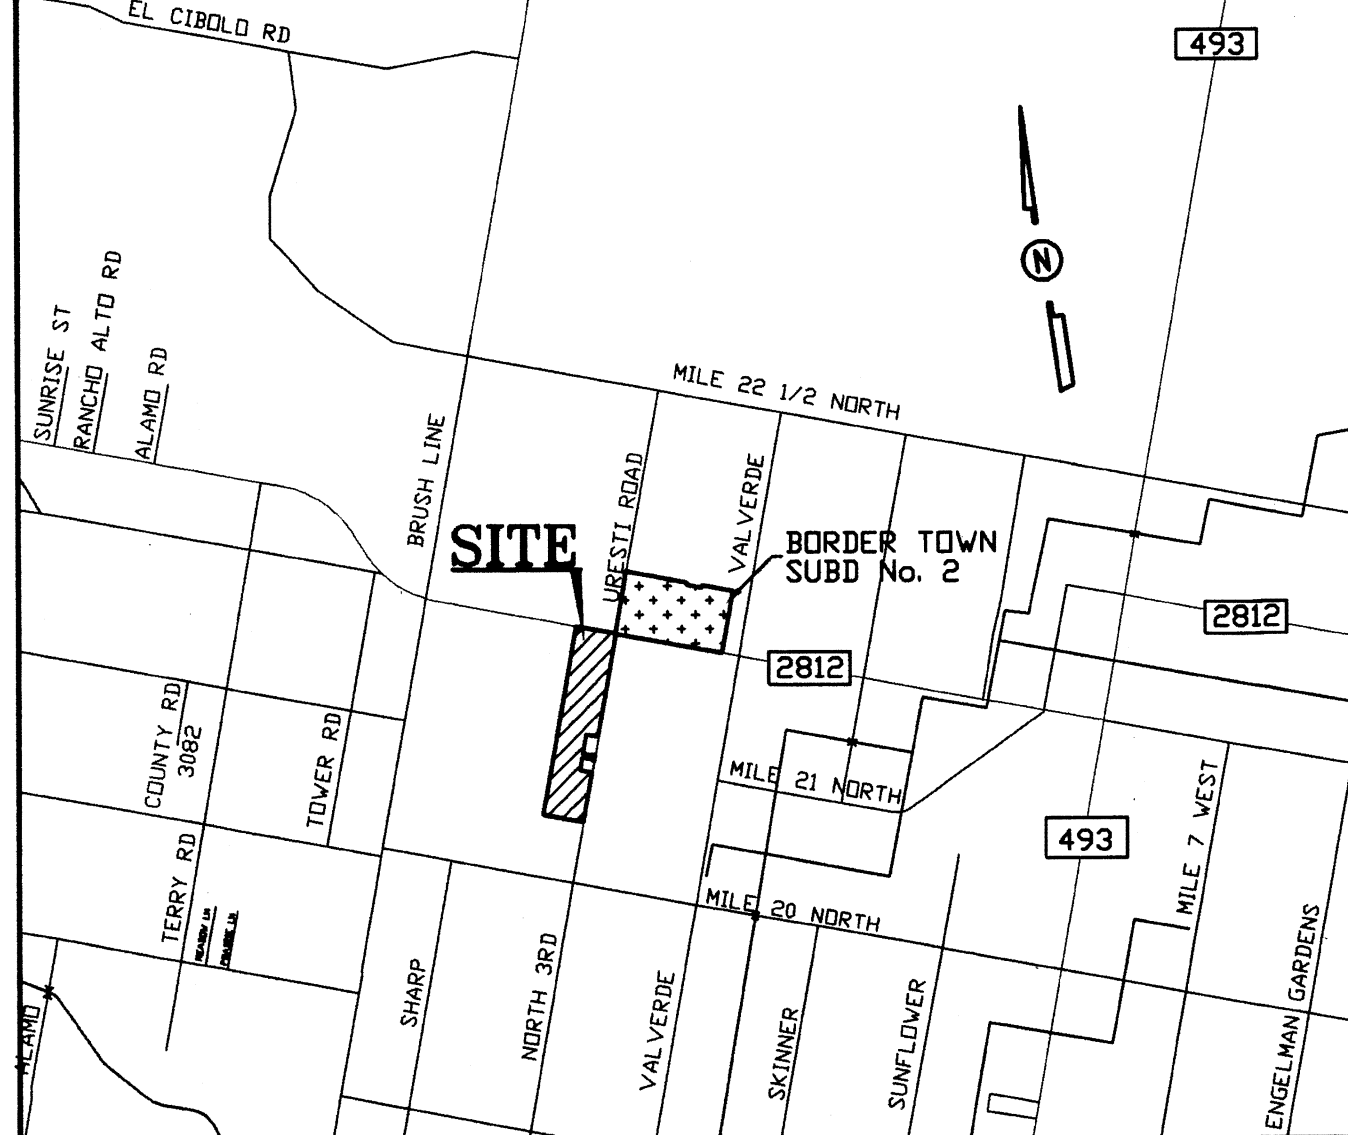 EL CIBOLO RD
493
N
SUNRISE ST
RANCHO ALTO RD
ALAMO RD
MILE 22 1/2 NORTH
BRUSH LINE
URESTI ROAD
VALVERDE
SITE
BORDER TOWN
SUBD No. 2
2812
2812
COUNTY RD
3082
TOWER RD
MILE 21 NORTH
493
MILE 7 WEST
TERRY RD
MILE 20 NORTH
SHARP
NORTH 3RD
VALVERDE
SKINNER
SUNFLOWER
ENGELMAN GARDENS
ALAMO